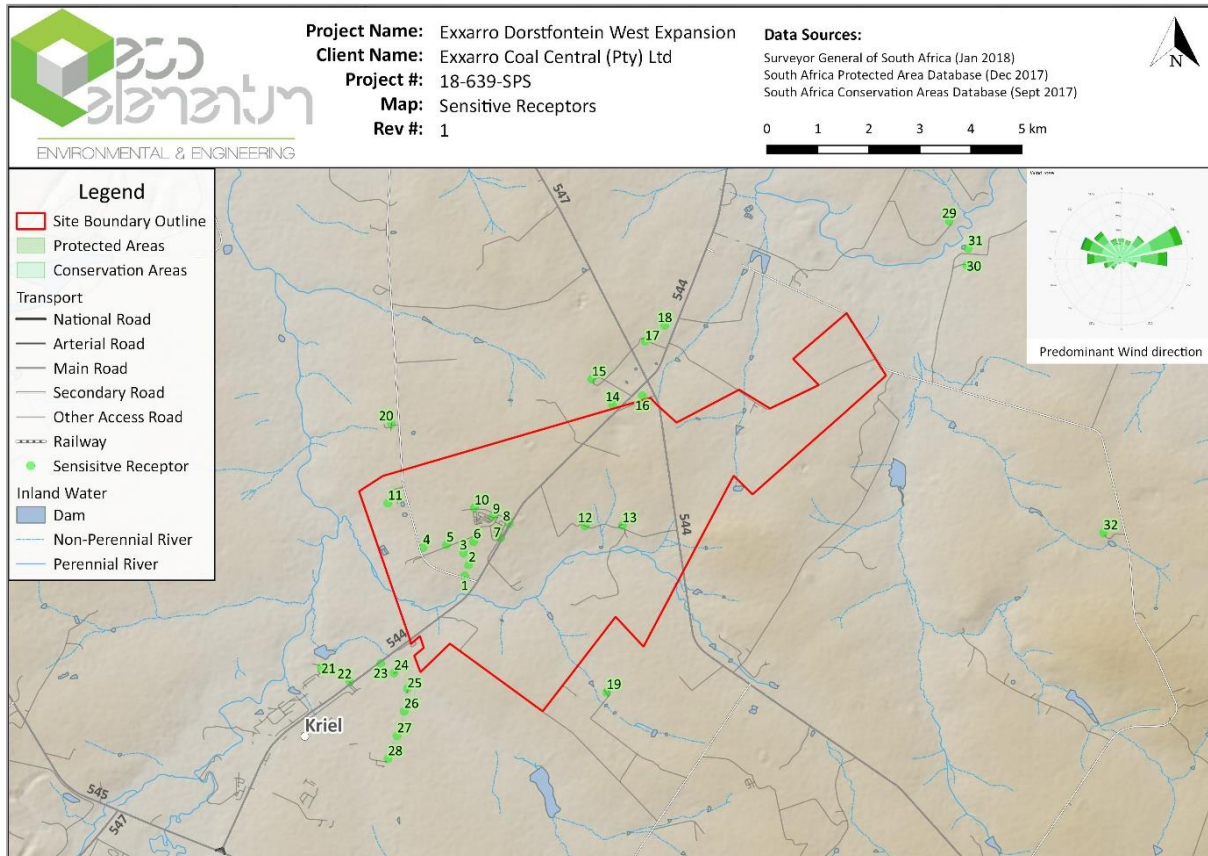 eco
elementum
ENVIRONMENTAL & ENGINEERING
Project Name: Exxarro Dorstfontein West Expansion
Client Name: Exxarro Coal Central (Pty) Ltd
Project #: 18-639-SPS
Map: Sensitive Receptors
Rev #: 1
Data Sources:
Surveyor General of South Africa (Jan 2018)
South Africa Protected Area Database (Dec 2017)
South Africa Conservation Areas Database (Sept 2017)
0 1 2 3 4 5 km
N
Legend
Site Boundary Outline
Protected Areas
Conservation Areas
Transport
National Road
Arterial Road
Main Road
Secondary Road
Other Access Road
Railway
Sensisitve Receptor
Inland Water
Dam
Non-Perennial River
Perennial River
Predominant Wind direction
547
544
29
31
30
18
17
15
14
16
20
11
10
9
8
12
13
32
4
5
6
7
3
2
1
544
544
21
22
23
24
25
19
26
27
28
Kriel
545
547